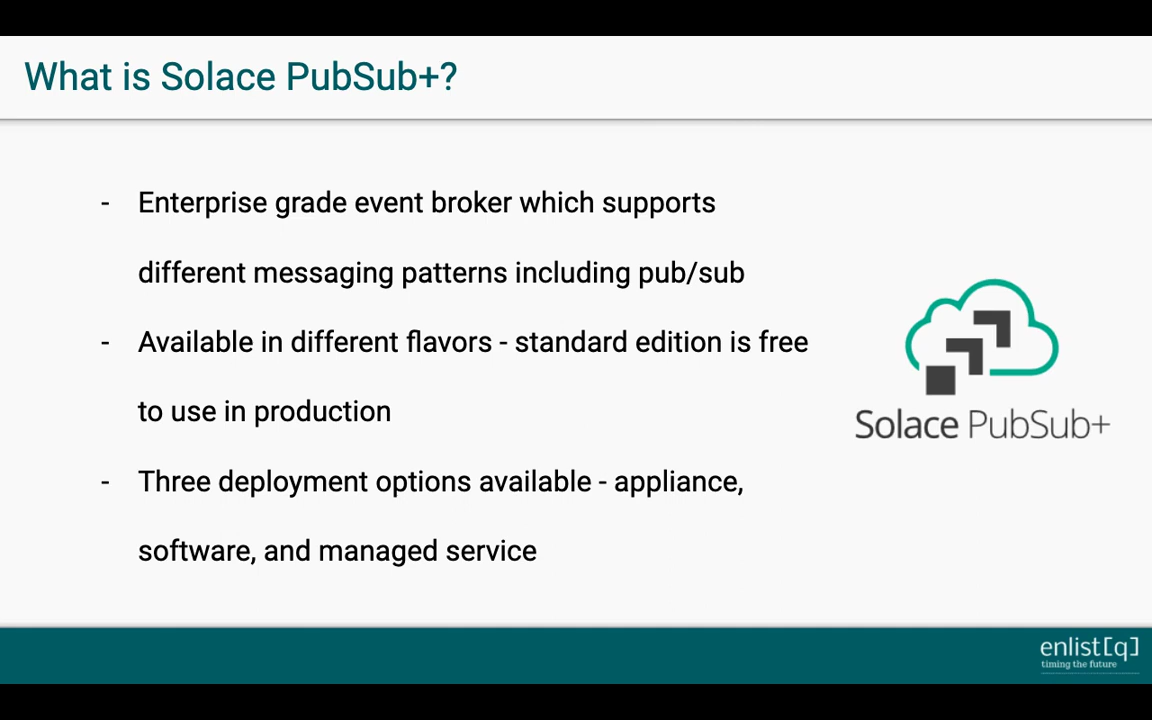 What is Solace PubSub+?
- Enterprise grade event broker which supports
different messaging patterns including pub/sub
- Available in different flavors - standard edition is free
to use in production
- Three deployment options available - appliance,
software, and managed service
Solace PubSub+
enlist[q]
timing the future